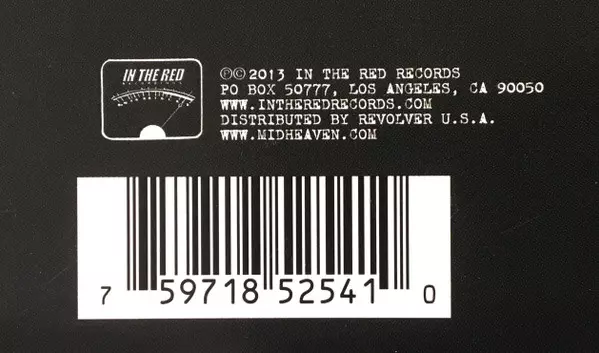 IN THE RED
RECORDINGS
℗©2013 IN THE RED RECORDS
PO BOX 50777, LOS ANGELES, CA 90050
WWW.INTHEREDRECORDS.COM
DISTRIBUTED BY REVOLVER U.S.A.
WWW.MIDHEAVEN.COM
7 59718 52541 0